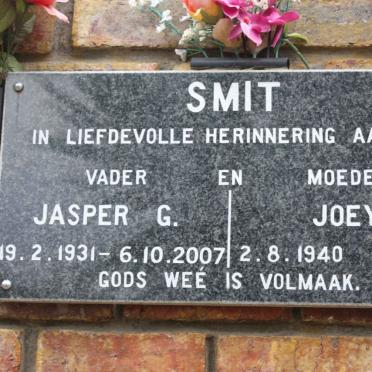 SMIT
IN LIEFDEVOLLE HERINNERING AA
VADER EN MOEDE
JASPER G. JOEY
19.2.1931 - 6.10.2007 2.8.1940
GODS WEÉ IS VOLMAAK.